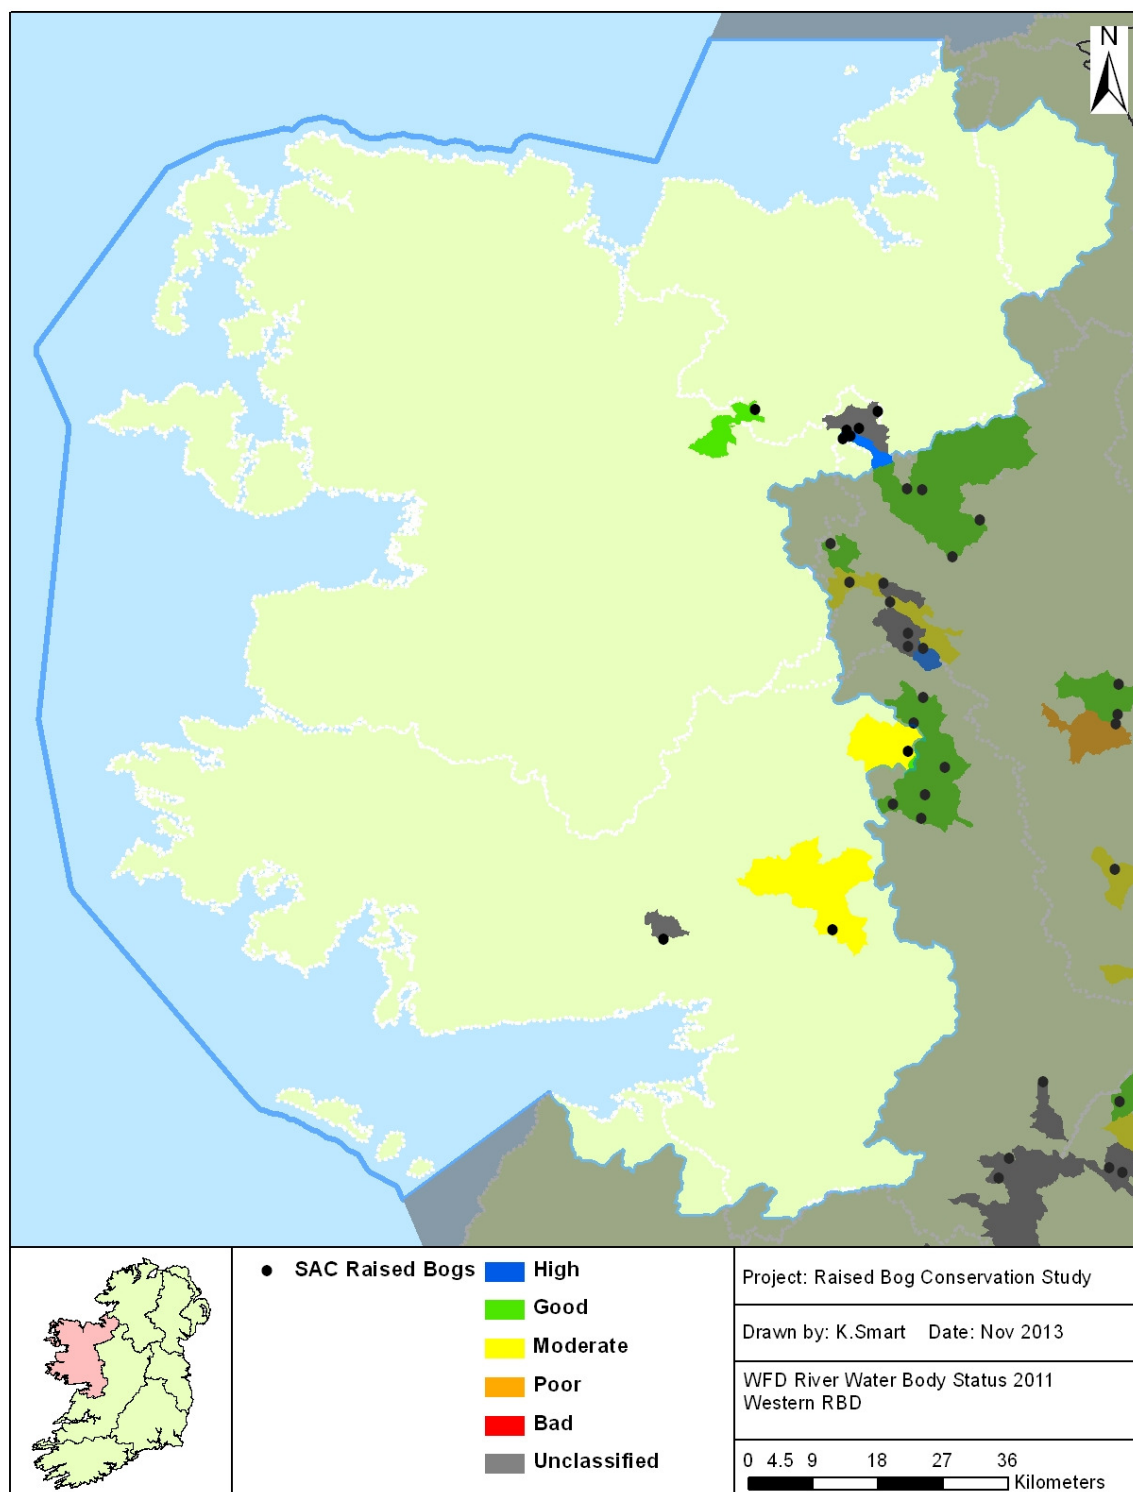 N
SAC Raised Bogs
High
Good
Moderate
Poor
Bad
Unclassified
Project: Raised Bog Conservation Study
Drawn by: K.Smart Date: Nov 2013
WFD River Water Body Status 2011
Western RBD
0 4.5 9 18 27 36
Kilometers